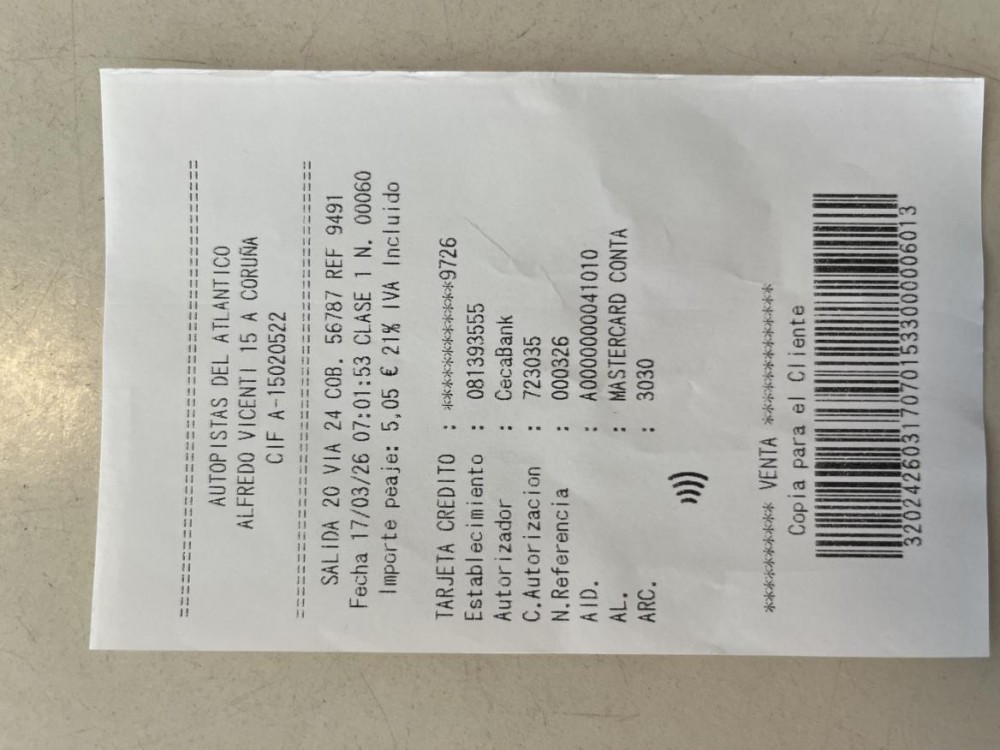 ================================
AUTOPISTAS DEL ATLANTICO
ALFREDO VICENTI 15 A CORUÑA
CIF A-15020522
================================
SALIDA 20 VIA 24 COB. 56787 REF 9491
Fecha 17/03/26 07:01:53 CLASE 1 N. 00060
Importe peaje: 5,05 € 21% IVA Incluido
TARJETA CREDITO : ************9726
Establecimiento : 081393555
Autorizador : CecaBank
C.Autorizacion : 723035
N.Referencia : 000326
AID. : A0000000041010
AL. : MASTERCARD CONTA
ARC. : 3030
********* VENTA *************
Copia para el Cliente
32024260317070153300006013